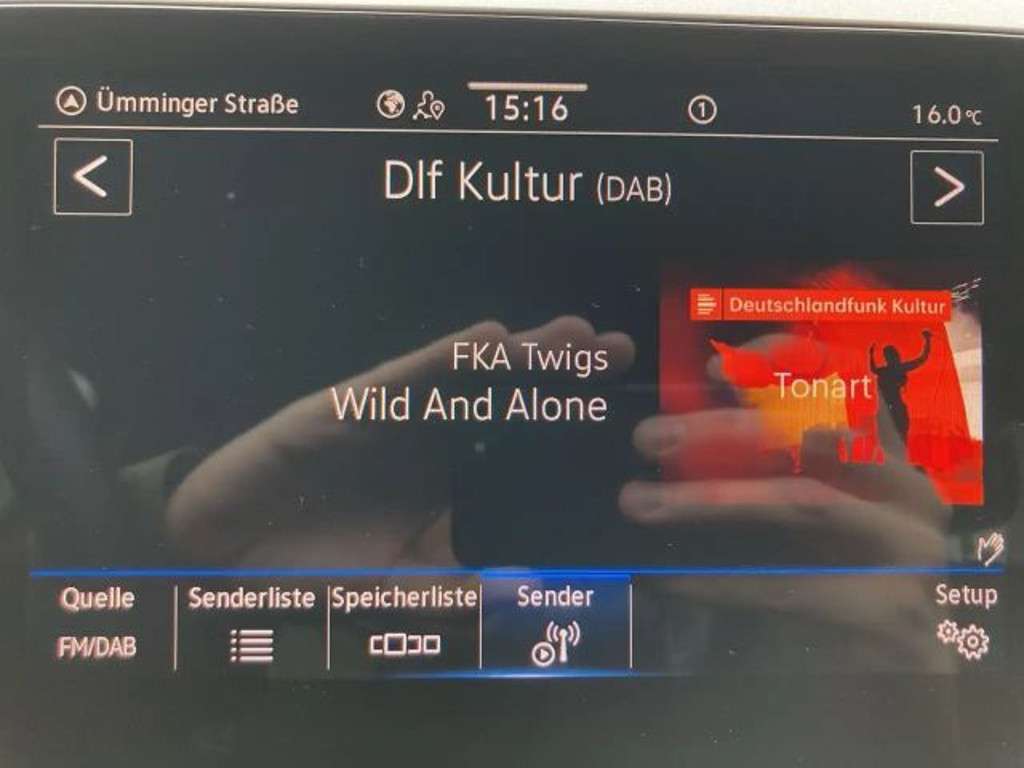 Ümminger Straße
15:16
1
16.0 °C
<
Dlf Kultur (DAB)
>
Deutschlandfunk Kultur
FKA Twigs
Wild And Alone
Tonart
Quelle
FM/DAB
Senderliste
Speicherliste
Sender
Setup